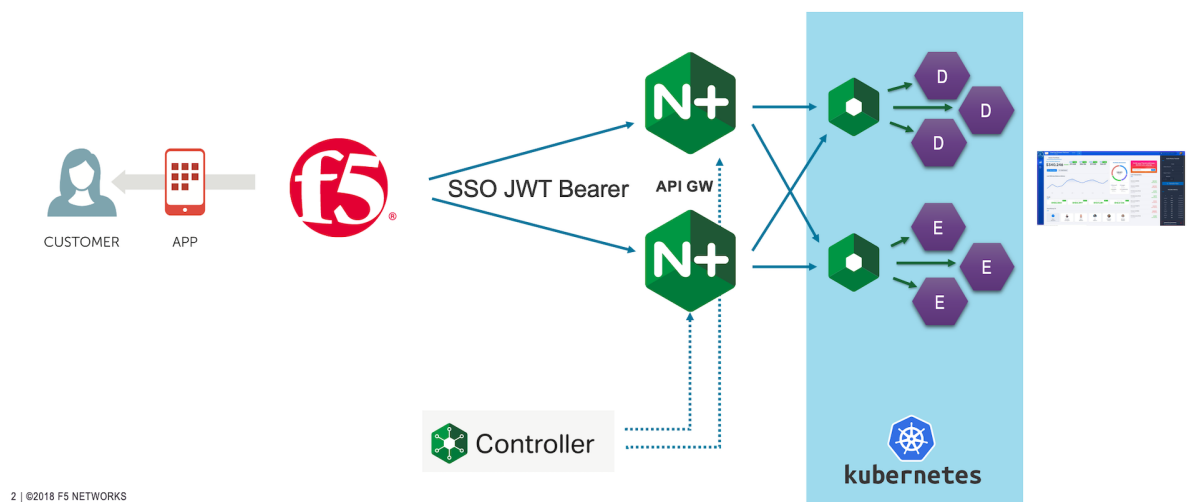 CUSTOMER
APP
f5
®
SSO JWT Bearer
N+
API GW
N+
D
D
D
E
E
E
Controller
kubernetes
2 | ©2018 F5 NETWORKS